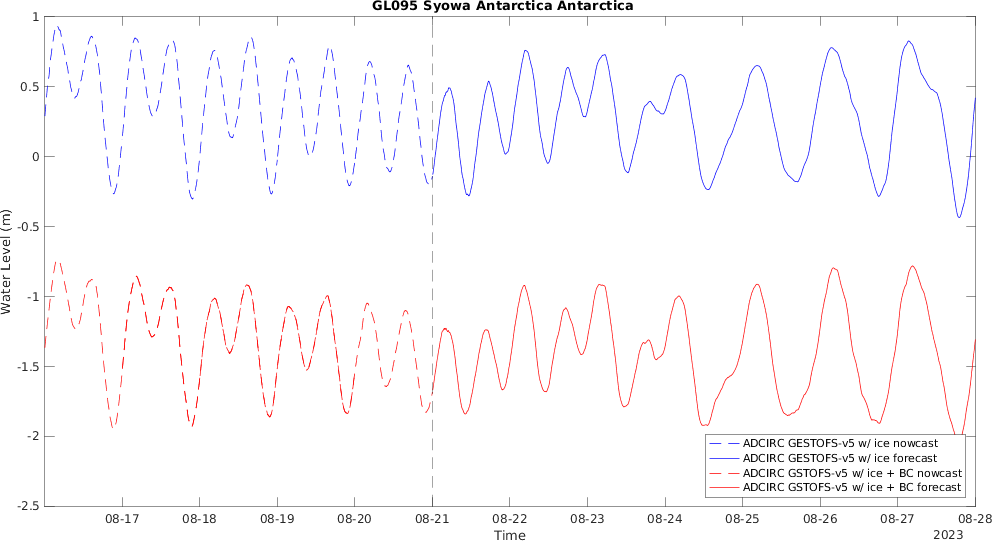 GL095 Syowa Antarctica Antarctica
Water Level (m)
1
0.5
0
-0.5
-1
-1.5
-2
-2.5
ADCIRC GESTOFS-v5 w/ ice nowcast
ADCIRC GESTOFS-v5 w/ ice forecast
ADCIRC GSTOFS-v5 w/ ice + BC nowcast
ADCIRC GSTOFS-v5 w/ ice + BC forecast
08-17 08-18 08-19 08-20 08-21 08-22 08-23 08-24 08-25 08-26 08-27 08-28
Time
2023